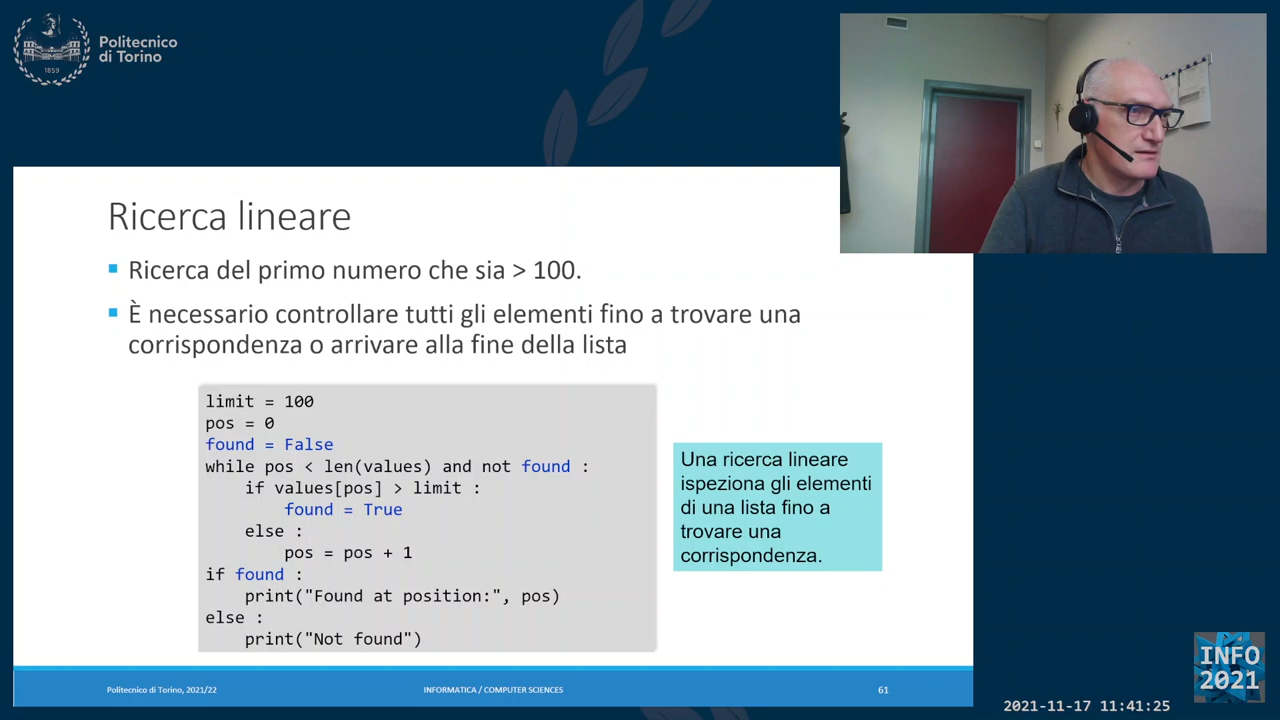 Politecnico
di Torino
1859
Ricerca lineare
Ricerca del primo numero che sia > 100.
È necessario controllare tutti gli elementi fino a trovare una
corrispondenza o arrivare alla fine della lista
limit = 100
pos = 0
found = False
while pos < len(values) and not found :
    if values[pos] > limit :
        found = True
    else :
        pos = pos + 1
if found :
    print("Found at position:", pos)
else :
    print("Not found")
Una ricerca lineare
ispeziona gli elementi
di una lista fino a
trovare una
corrispondenza.
Politecnico di Torino, 2021/22
INFORMATICA / COMPUTER SCIENCES
61
INFO
2021
2021-11-17 11:41:25